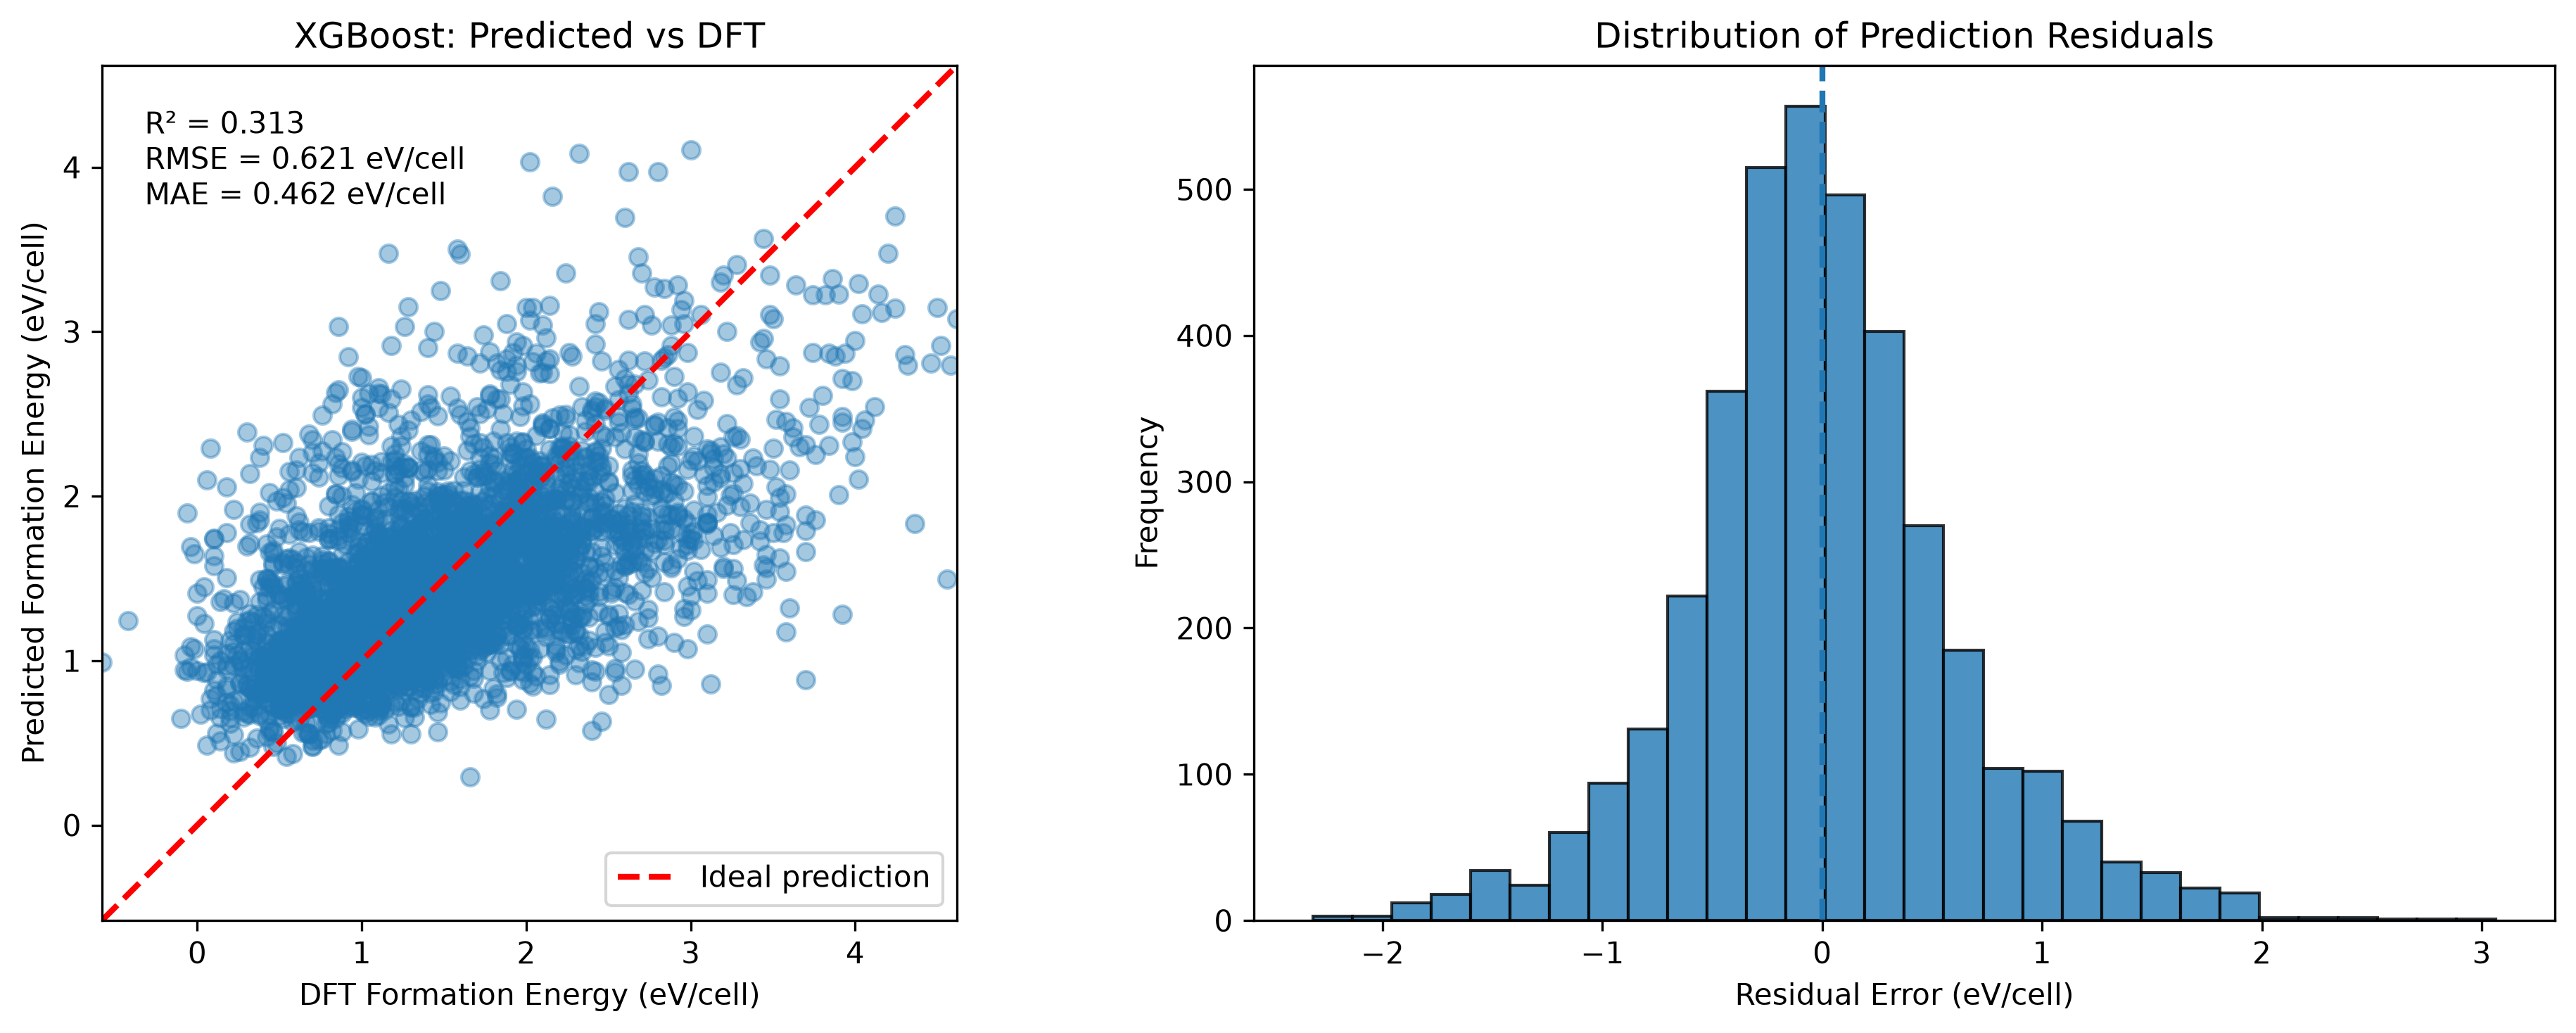 XGBoost: Predicted vs DFT
R² = 0.313
RMSE = 0.621 eV/cell
MAE = 0.462 eV/cell
Predicted Formation Energy (eV/cell)
4
3
2
1
0
Ideal prediction
0 1 2 3 4
DFT Formation Energy (eV/cell)
Distribution of Prediction Residuals
Frequency
500
400
300
200
100
0
−2 −1 0 1 2 3
Residual Error (eV/cell)